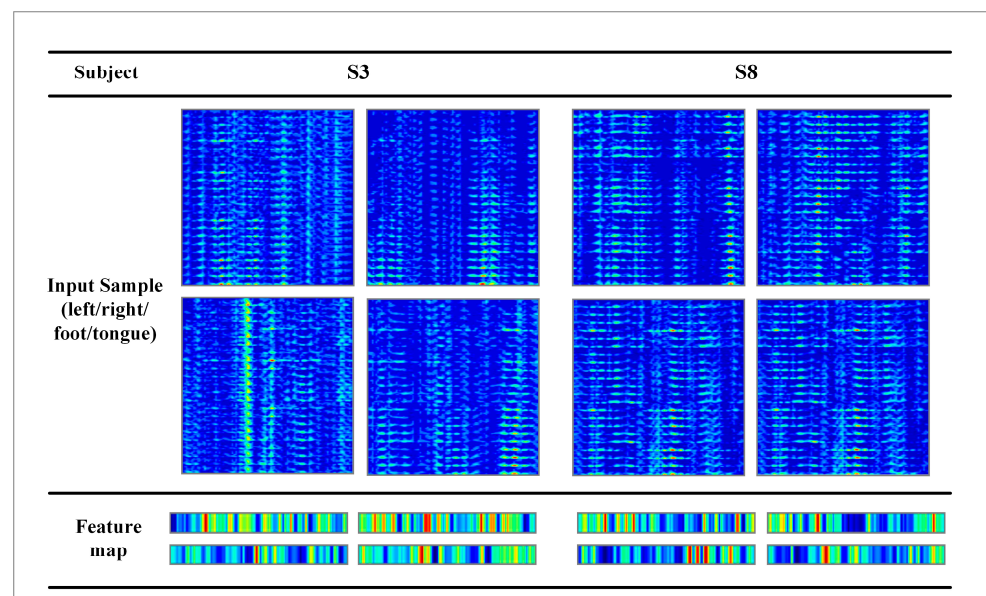 Subject S3 S8
Input Sample
(left/right/
foot/tongue)
Feature
map